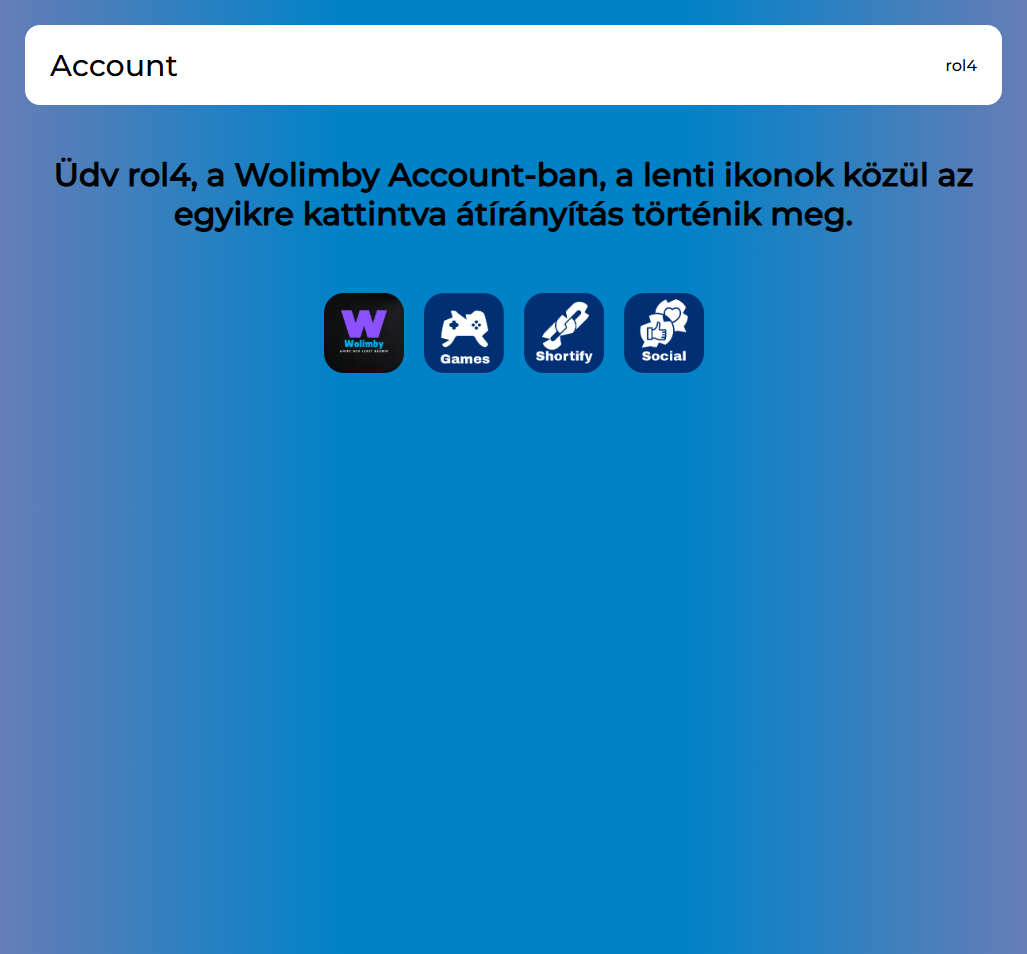 Account
rol4
Üdv rol4, a Wolimby Account-ban, a lenti ikonok közül az
egyikre kattintva átírányítás történik meg.
W
Wolimby
Games
Shortify
Social